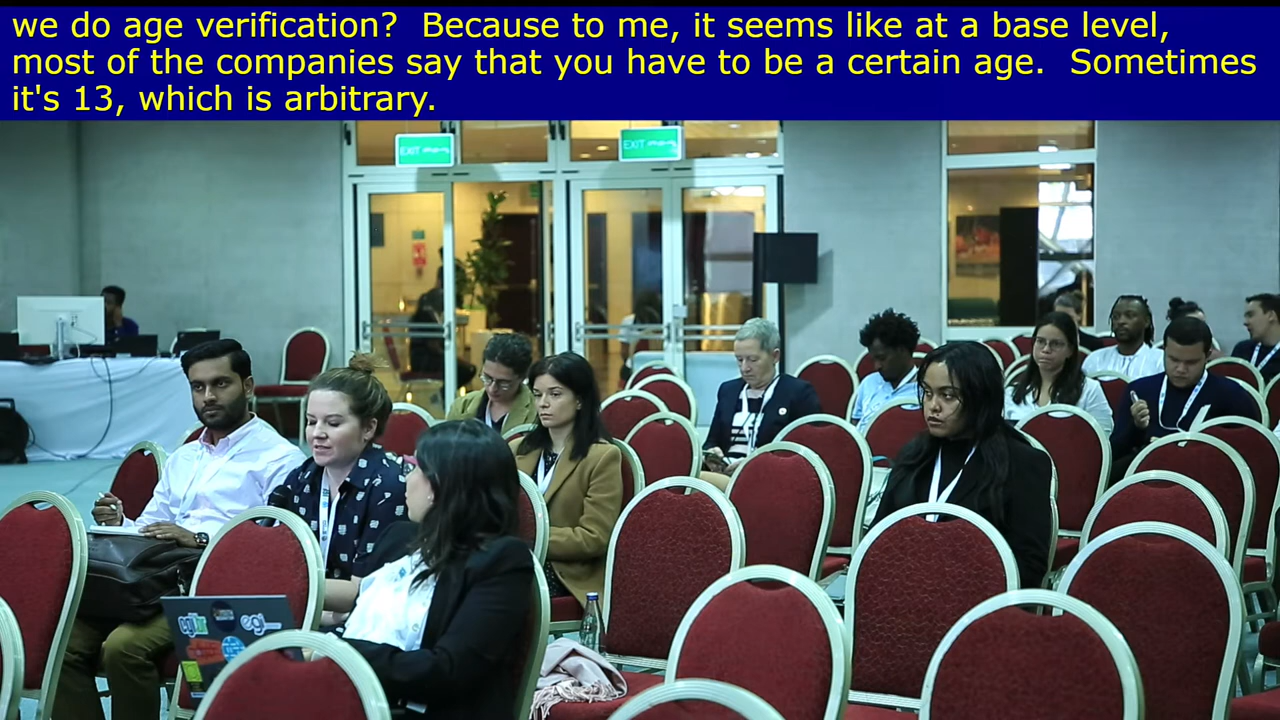 we do age verification?  Because to me, it seems like at a base level,
most of the companies say that you have to be a certain age.  Sometimes
it's 13, which is arbitrary.
EXIT
EXIT
egi